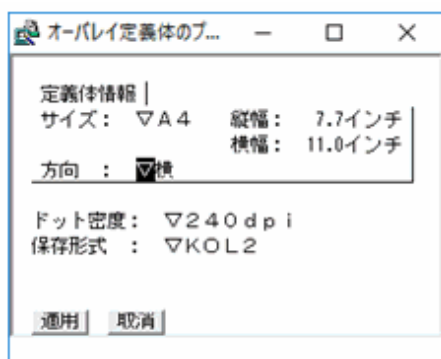 オーバレイ定義体のプ...
定義体情報
サイズ： ▽Ａ４ 縦幅： 7.7インチ
横幅： 11.0インチ
方向 ： ▽横
ドット密度： ▽２４０ｄｐｉ
保存形式 ： ▽ＫＯＬ２
適用 取消